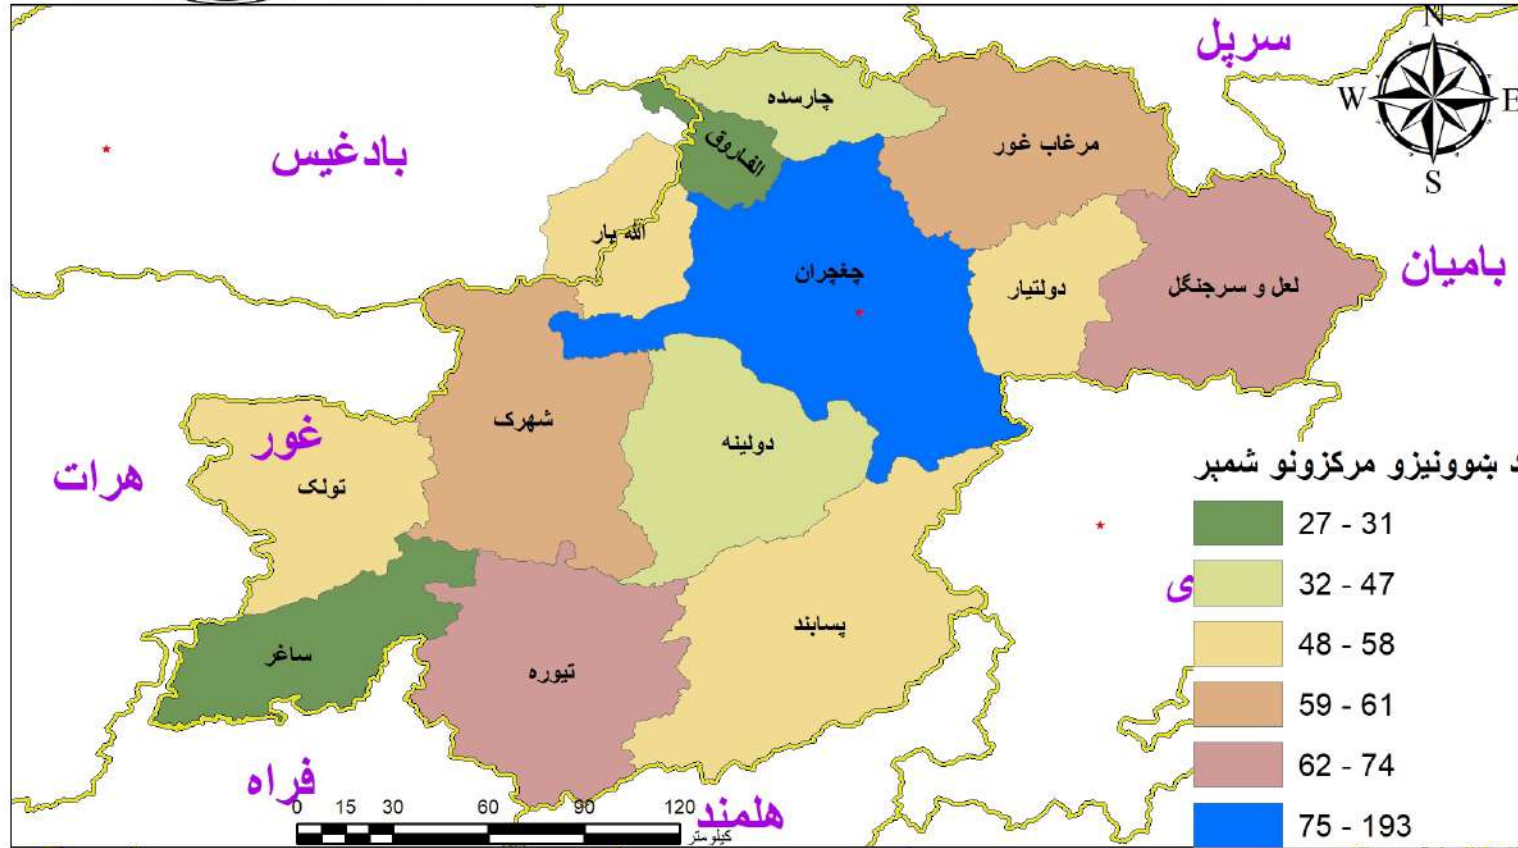 N
سرپل
چارسده
W
E
مرغاب غور
بادغیس
الفاروق
S
الله یار
بامیان
چغچران
دولتیار
لعل و سرجنگل
شهرک
غور
دولینه
هرات
تولک
د ښوونیزو مرکزونو شمېر
27 - 31
32 - 47
ی
پسابند
48 - 58
ساغر
تیوره
59 - 61
62 - 74
فراه
0 15 30 60 90 120
هلمند
کیلومتر
75 - 193